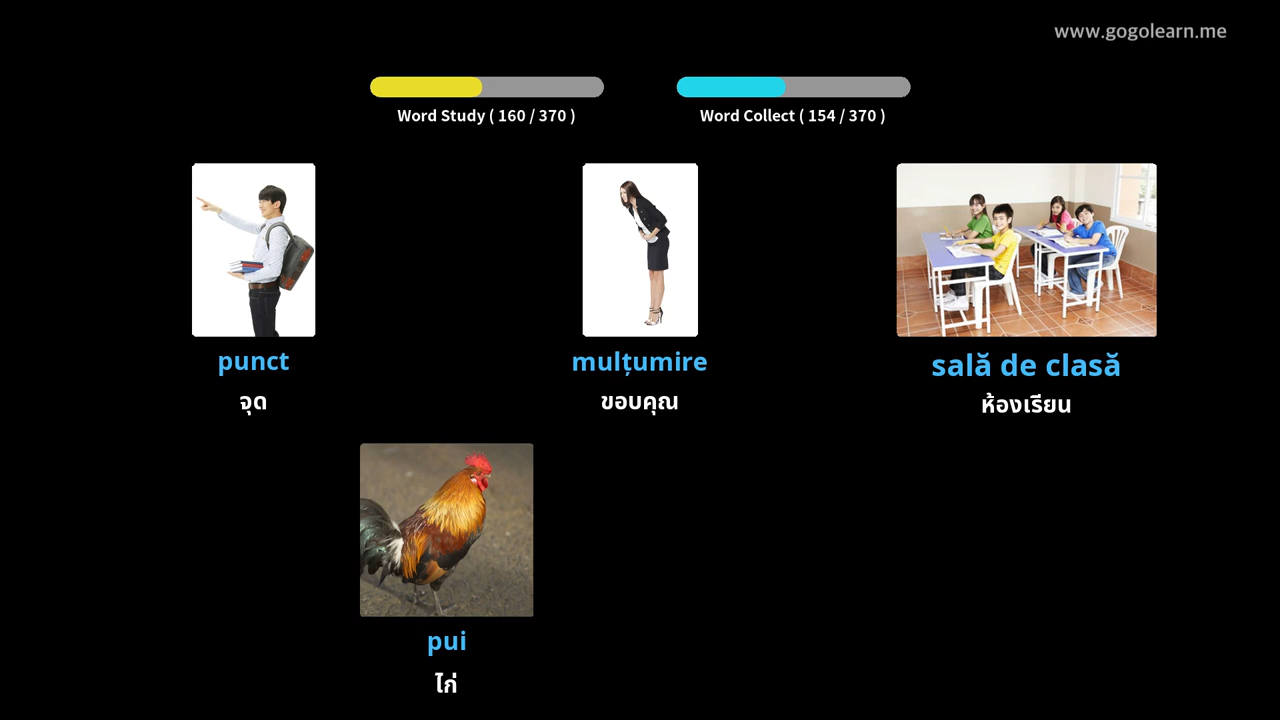 www.gogolearn.me
Word Study ( 160 / 370 )
Word Collect ( 154 / 370 )
punct
mulțumire
sală de clasă
จุด
ขอบคุณ
ห้องเรียน
pui
ไก่